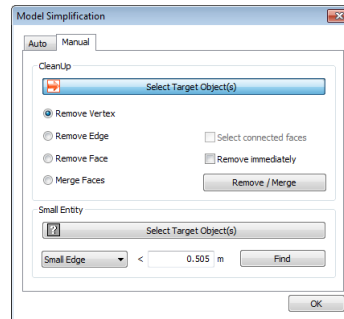 Model Simplification
Auto Manual
CleanUp
Select Target Object(s)
Remove Vertex
Remove Edge Select connected faces
Remove Face Remove immediately
Merge Faces Remove / Merge
Small Entity
? Select Target Object(s)
Small Edge < 0.505 m Find
OK